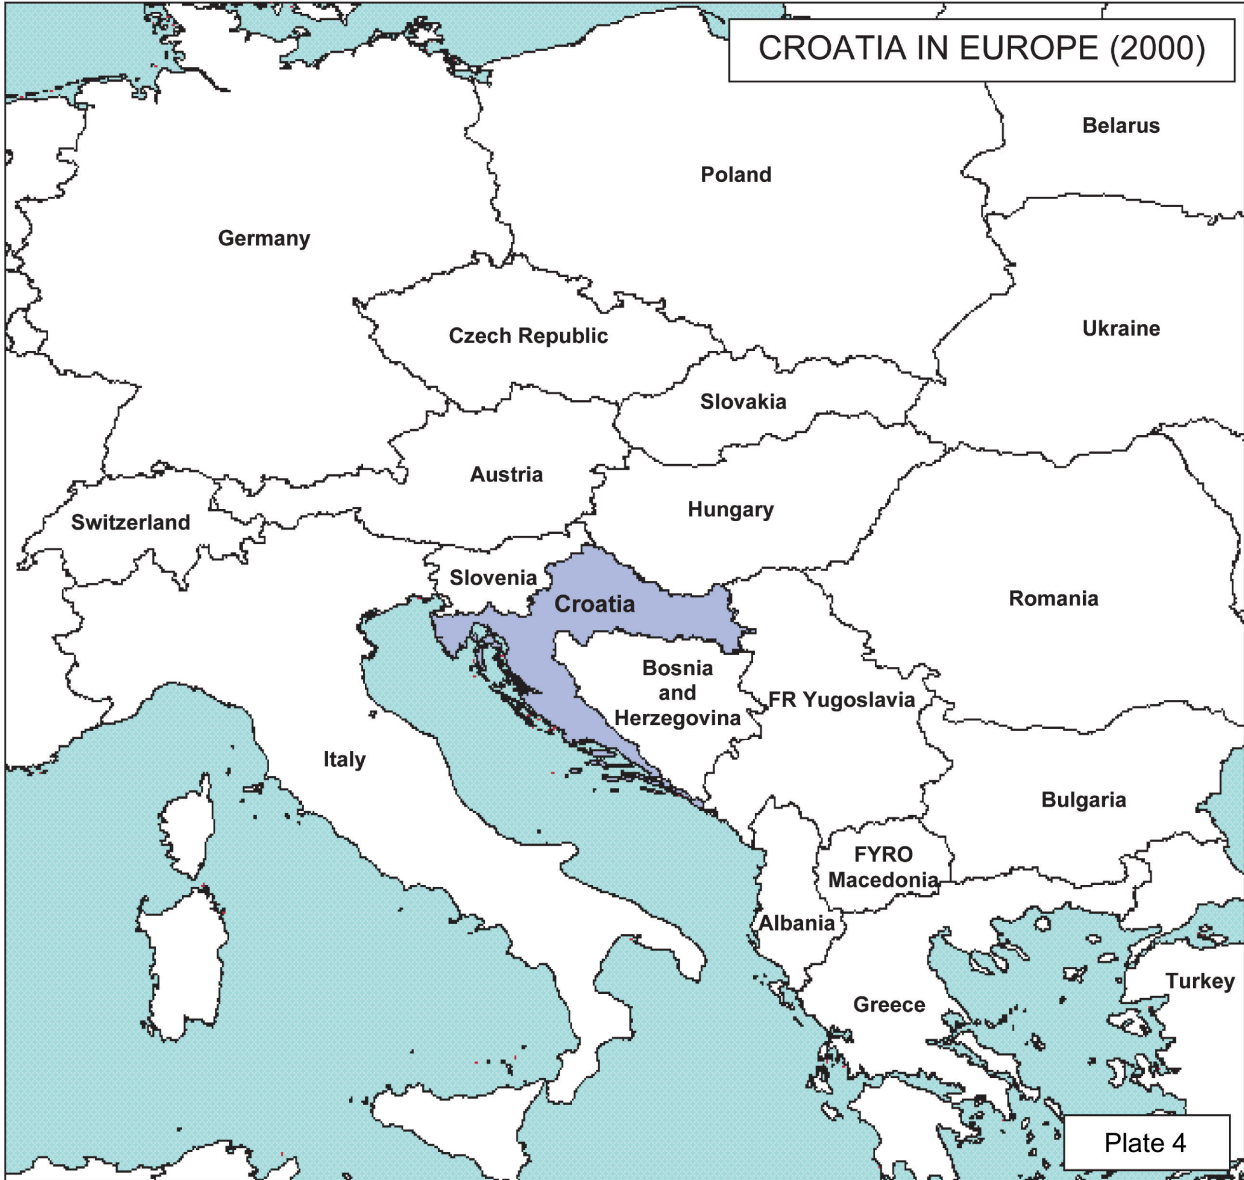 CROATIA IN EUROPE (2000)
Belarus
Poland
Germany
Ukraine
Czech Republic
Slovakia
Austria
Hungary
Switzerland
Slovenia
Croatia
Romania
Bosnia
and
Herzegovina
FR Yugoslavia
Italy
Bulgaria
FYRO
Macedonia
Albania
Turkey
Greece
Plate 4